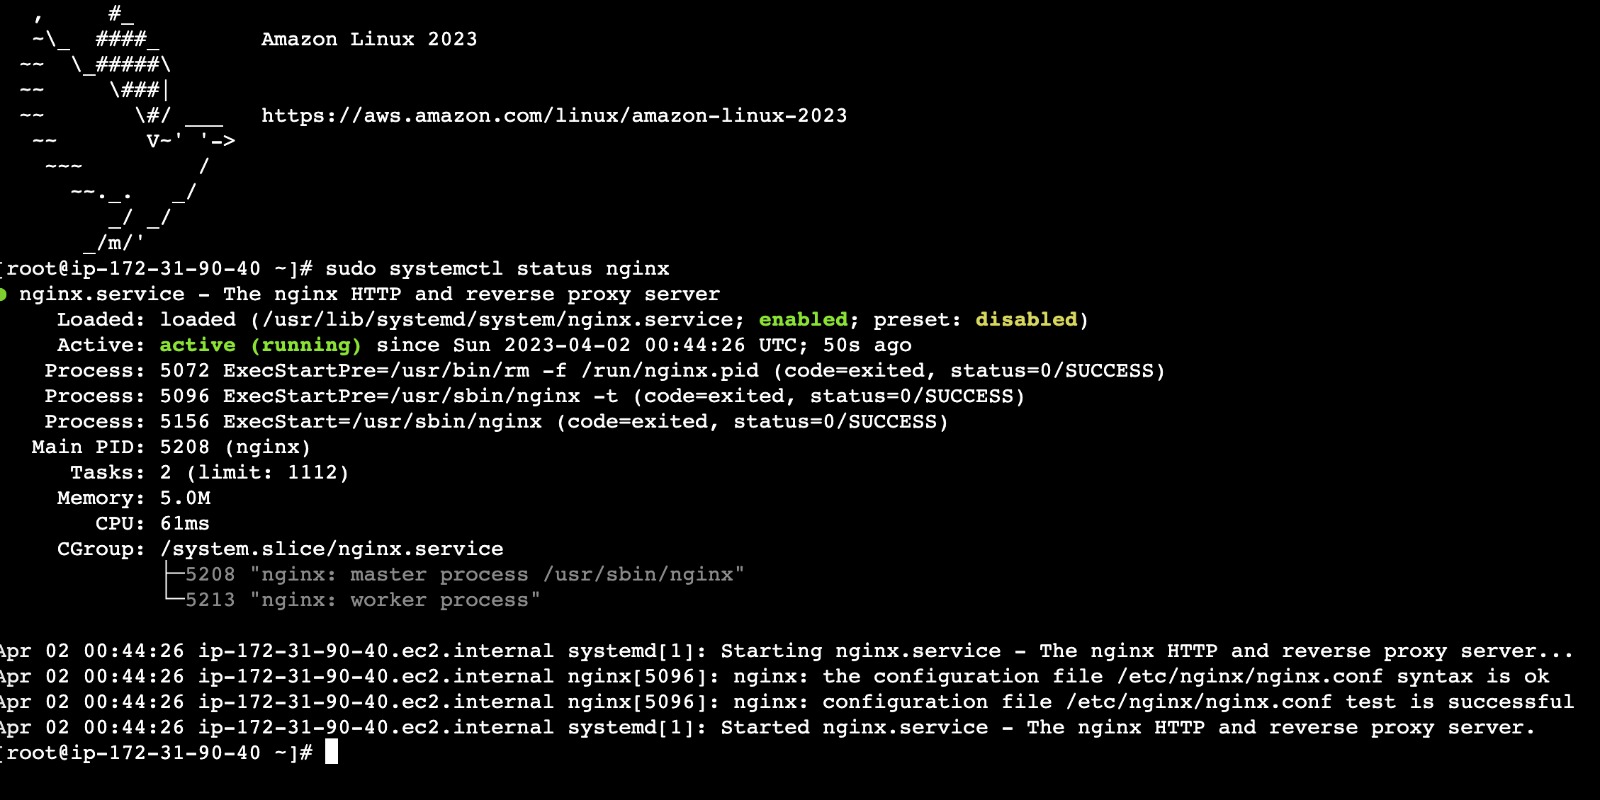 ,     #_
  ~\_  ####_        Amazon Linux 2023
 ~~  \_#####\
 ~~     \###|
 ~~       \#/ ___   https://aws.amazon.com/linux/amazon-linux-2023
  ~~       V~' '->
   ~~~         /
     ~~._.   _/
        _/ _/
      _/m/'
[root@ip-172-31-90-40 ~]# sudo systemctl status nginx
● nginx.service - The nginx HTTP and reverse proxy server
    Loaded: loaded (/usr/lib/systemd/system/nginx.service; enabled; preset: disabled)
    Active: active (running) since Sun 2023-04-02 00:44:26 UTC; 50s ago
   Process: 5072 ExecStartPre=/usr/bin/rm -f /run/nginx.pid (code=exited, status=0/SUCCESS)
   Process: 5096 ExecStartPre=/usr/sbin/nginx -t (code=exited, status=0/SUCCESS)
   Process: 5156 ExecStart=/usr/sbin/nginx (code=exited, status=0/SUCCESS)
  Main PID: 5208 (nginx)
     Tasks: 2 (limit: 1112)
    Memory: 5.0M
       CPU: 61ms
    CGroup: /system.slice/nginx.service
            ├─5208 "nginx: master process /usr/sbin/nginx"
            └─5213 "nginx: worker process"

Apr 02 00:44:26 ip-172-31-90-40.ec2.internal systemd[1]: Starting nginx.service - The nginx HTTP and reverse proxy server...
Apr 02 00:44:26 ip-172-31-90-40.ec2.internal nginx[5096]: nginx: the configuration file /etc/nginx/nginx.conf syntax is ok
Apr 02 00:44:26 ip-172-31-90-40.ec2.internal nginx[5096]: nginx: configuration file /etc/nginx/nginx.conf test is successful
Apr 02 00:44:26 ip-172-31-90-40.ec2.internal systemd[1]: Started nginx.service - The nginx HTTP and reverse proxy server.
[root@ip-172-31-90-40 ~]#